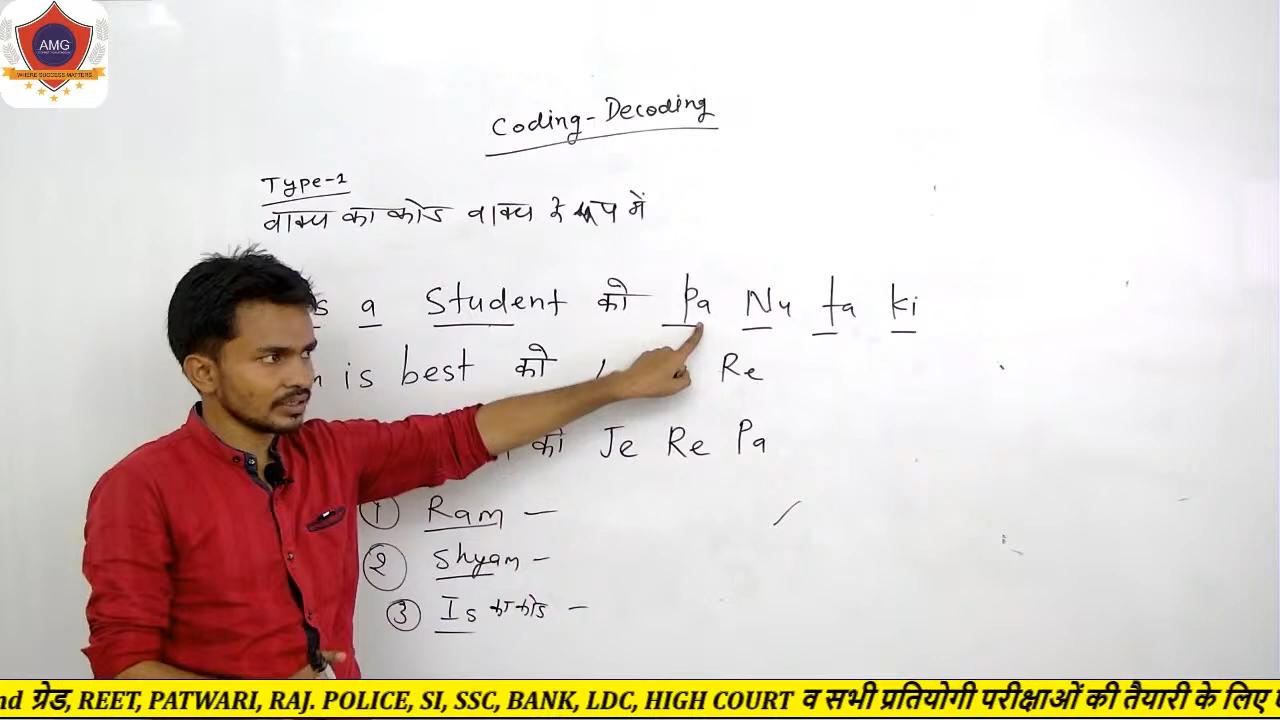 AMG
WHERE SUCCESS MATTERS
Coding-Decoding
Type-1
वाक्य का कोड वाक्य के रूप में
s a Student को Pa Nu ta ki
is best को Re
को Je Re Pa
1 Ram —
2 Shyam —
3 Is का कोड —
nd ग्रेड, REET, PATWARI, RAJ. POLICE, SI, SSC, BANK, LDC, HIGH COURT व सभी प्रतियोगी परीक्षाओं की तैयारी के लिए